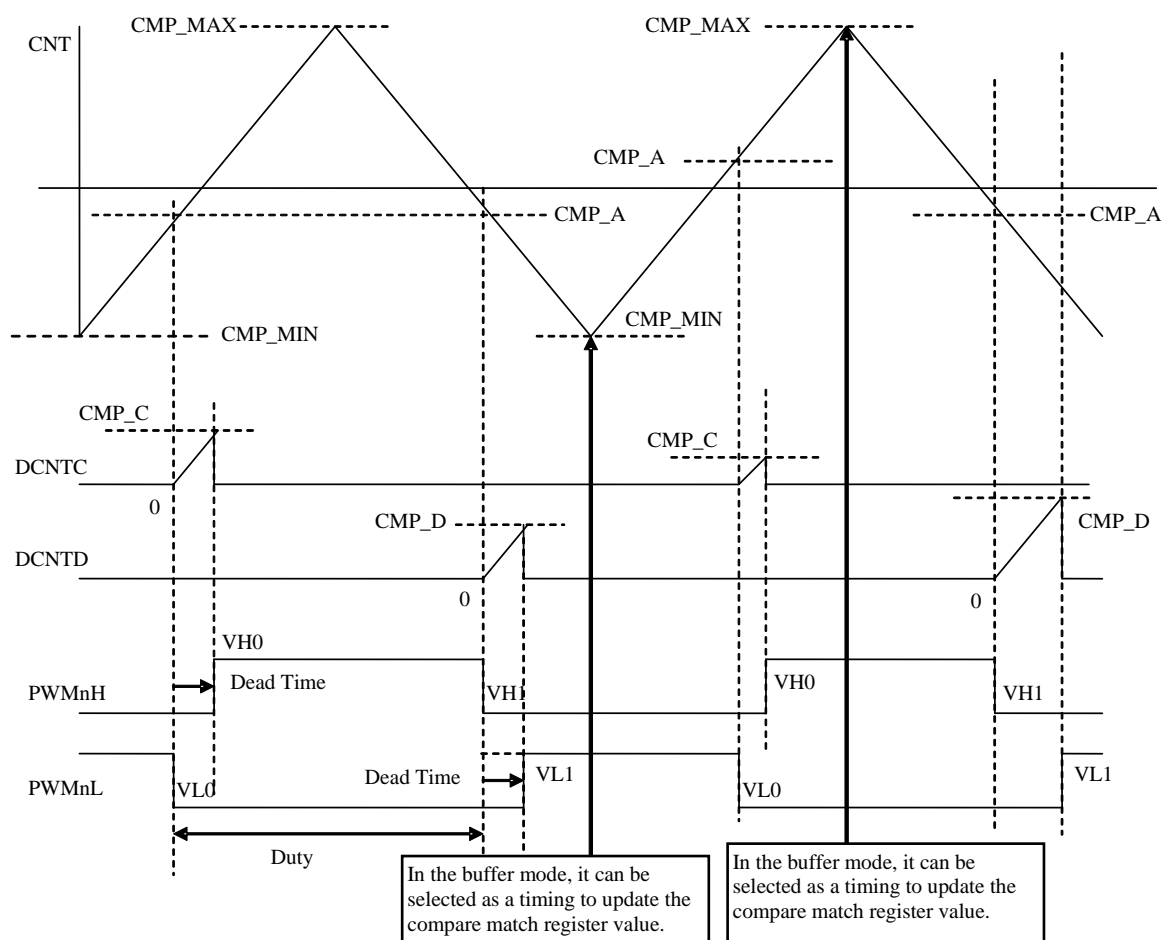 CMP_MAX
CMP_MAX
CNT
CMP_A
CMP_A
CMP_A
CMP_MIN
CMP_MIN
CMP_C
CMP_C
DCNTC
0
CMP_D
CMP_D
DCNTD
0
0
VH0
Dead Time
VH1
VH0
VH1
PWMnH
Dead Time
VL1
VL1
PWMnL
VL0
VL0
Duty
In the buffer mode, it can be
selected as a timing to update the
compare match register value.
In the buffer mode, it can be
selected as a timing to update the
compare match register value.